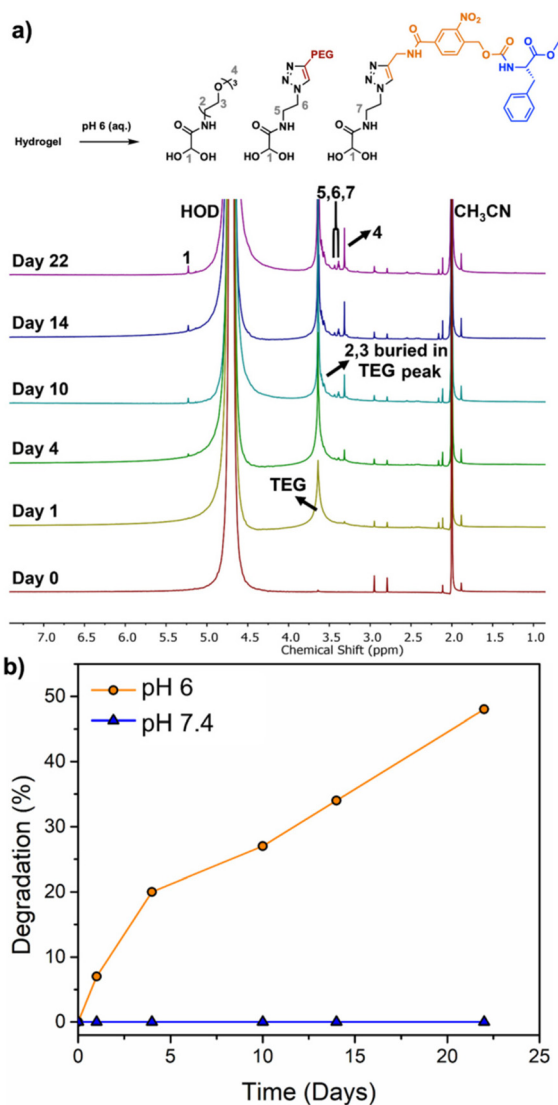 a)
NO₂
PEG
O
4
3
O
NH
O
N=N
N
N=N
N
O
NH
O
O
O
N
H
O
2
3
5
6
7
O
NH
O
NH
O
NH
Hydrogel
pH 6 (aq.)
HO
1
OH
HO
1
OH
HO
1
OH
5,6,7
HOD
CH₃CN
4
Day 22
1
Day 14
2,3 buried in
TEG peak
Day 10
Day 4
TEG
Day 1
Day 0
7.0 6.5 6.0 5.5 5.0 4.5 4.0 3.5 3.0 2.5 2.0 1.5 1.0
Chemical Shift (ppm)
b)
pH 6
pH 7.4
Degradation (%)
50
40
30
20
10
0
0 5 10 15 20 25
Time (Days)